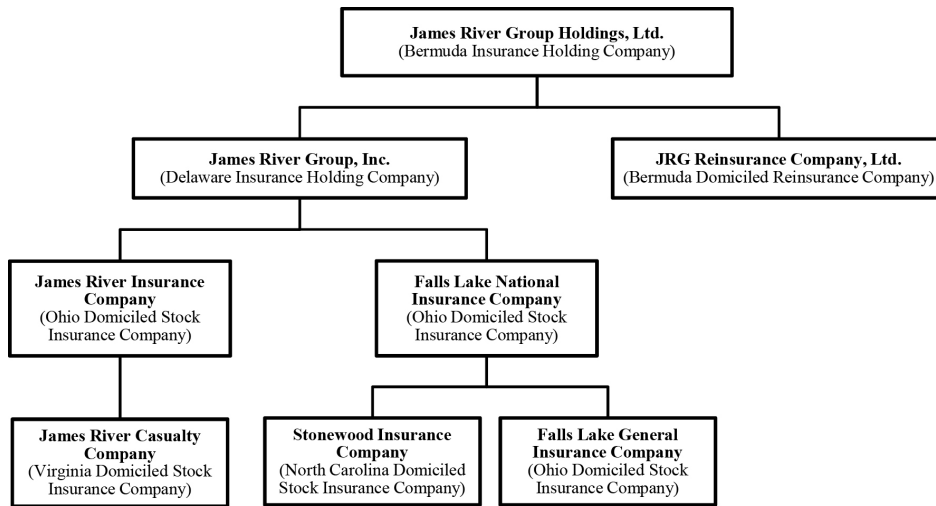 James River Group Holdings, Ltd.
(Bermuda Insurance Holding Company)
James River Group, Inc.
(Delaware Insurance Holding Company)
JRG Reinsurance Company, Ltd.
(Bermuda Domiciled Reinsurance Company)
James River Insurance
Company
(Ohio Domiciled Stock
Insurance Company)
Falls Lake National
Insurance Company
(Ohio Domiciled Stock
Insurance Company)
James River Casualty
Company
(Virginia Domiciled Stock
Insurance Company)
Stonewood Insurance
Company
(North Carolina Domiciled
Stock Insurance Company)
Falls Lake General
Insurance Company
(Ohio Domiciled Stock
Insurance Company)